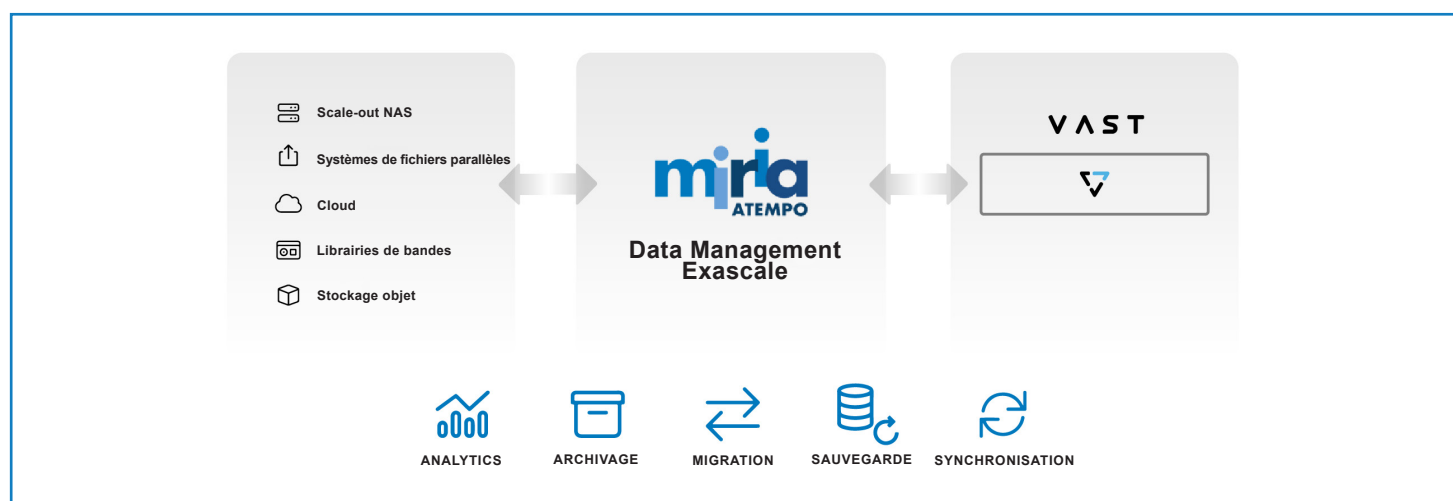 Scale-out NAS
Systèmes de fichiers parallèles
Cloud
Librairies de bandes
Stockage objet
miria
ATEMPO
Data Management
Exascale
VAST
ANALYTICS
ARCHIVAGE
MIGRATION
SAUVEGARDE
SYNCHRONISATION